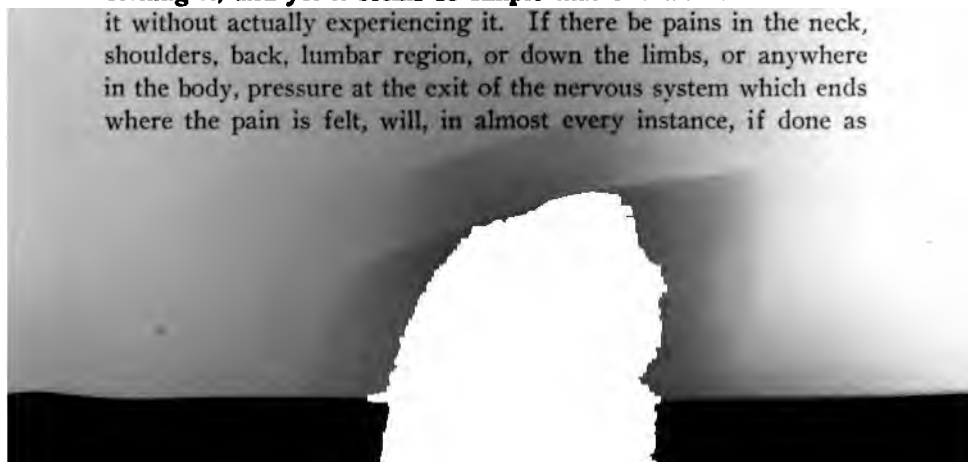 it without actually experiencing it. If there be pains in the neck,
shoulders, back, lumbar region, or down the limbs, or anywhere
in the body, pressure at the exit of the nervous system which ends
where the pain is felt, will, in almost every instance, if done as